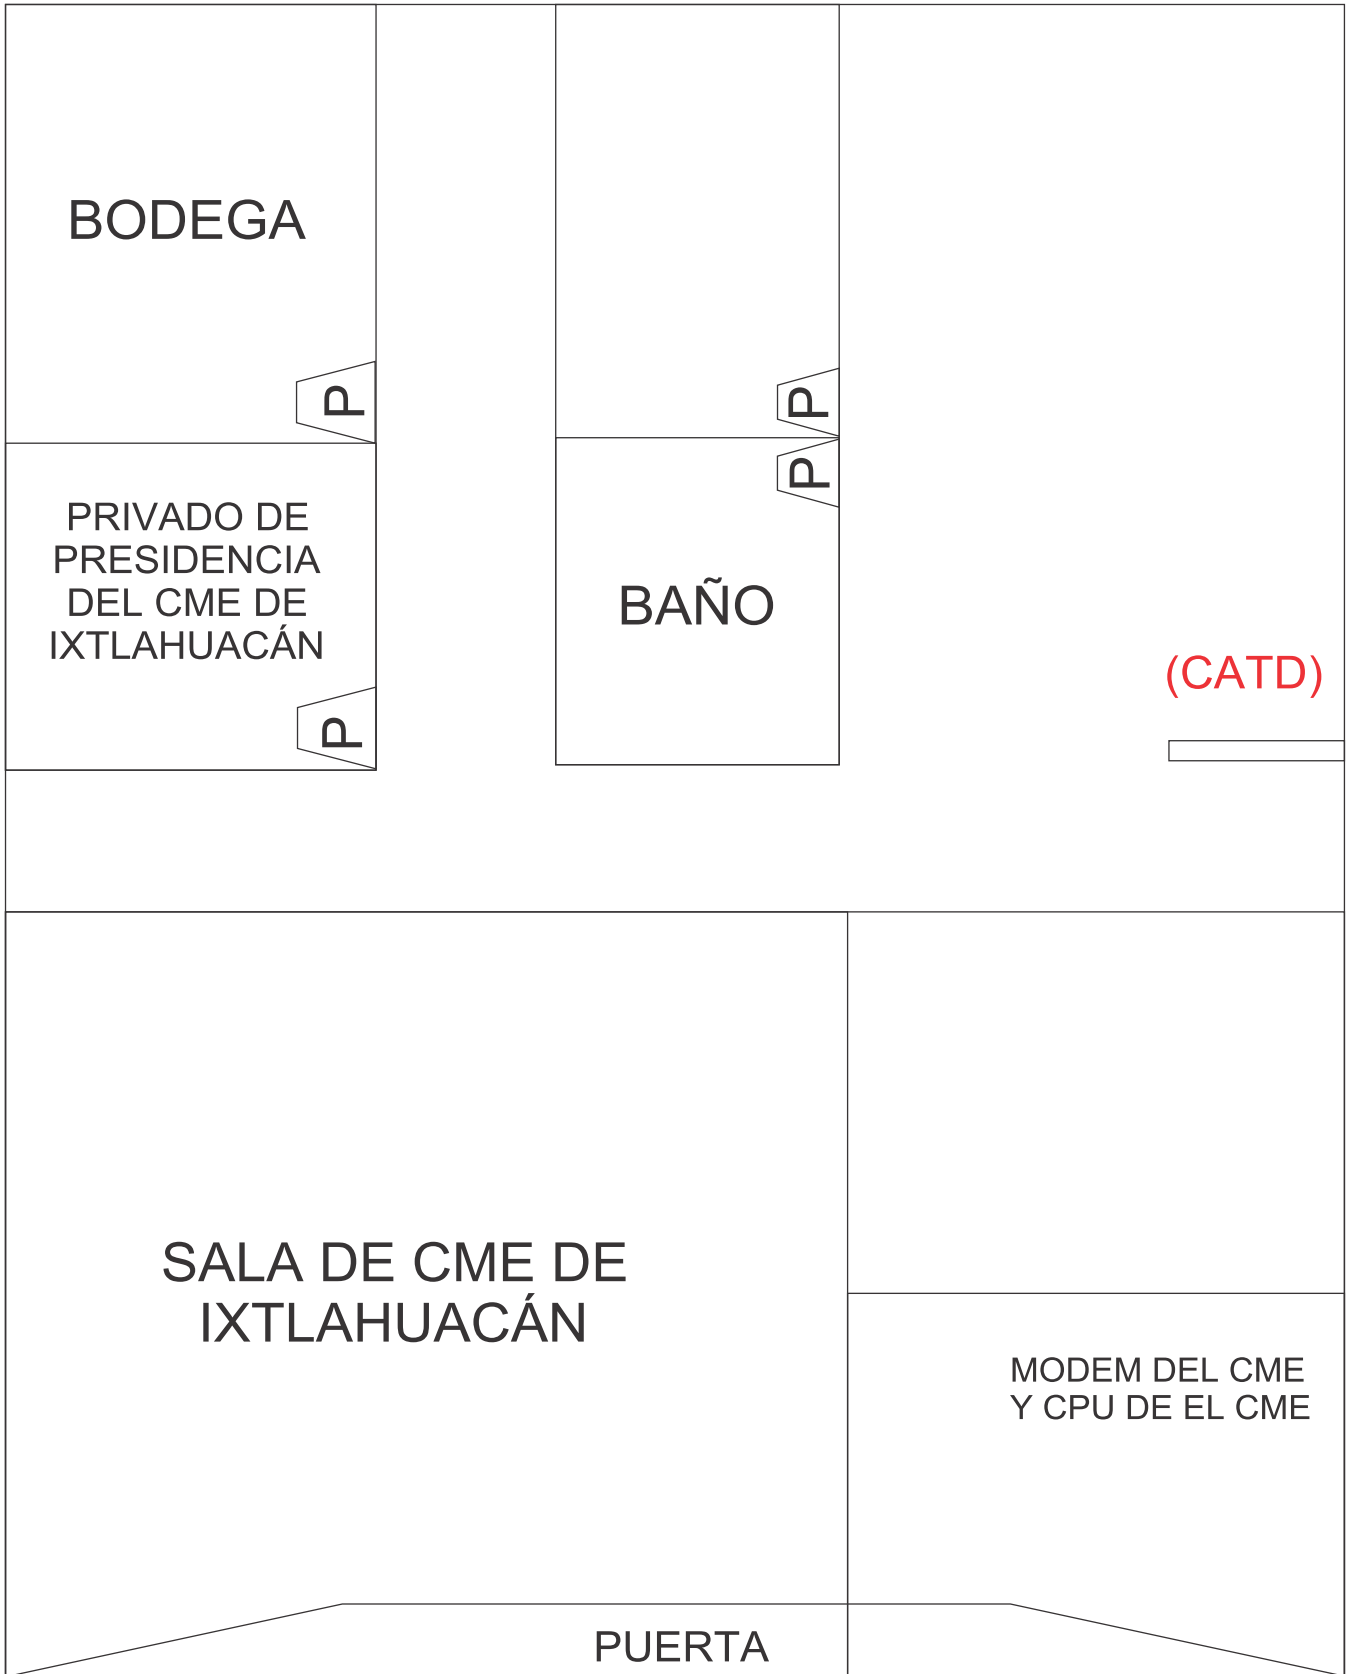 BODEGA
P
P
P
PRIVADO DE
PRESIDENCIA
DEL CME DE
IXTLAHUACÁN
BAÑO
(CATD)
P
SALA DE CME DE
IXTLAHUACÁN
MODEM DEL CME
Y CPU DE EL CME
PUERTA